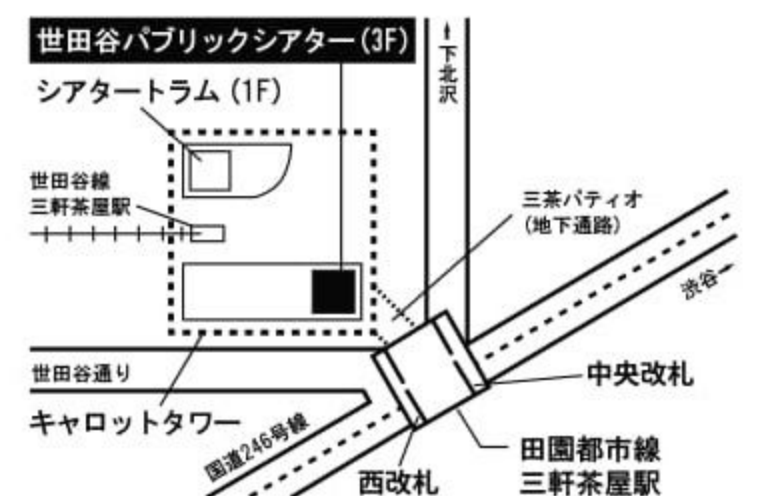 世田谷パブリックシアター(3F)
シアタートラム(1F)
↑下北沢
世田谷線
三軒茶屋駅
三茶パティオ
(地下通路)
渋谷→
世田谷通り
中央改札
キャロットタワー
国道246号線
田園都市線
三軒茶屋駅
西改札